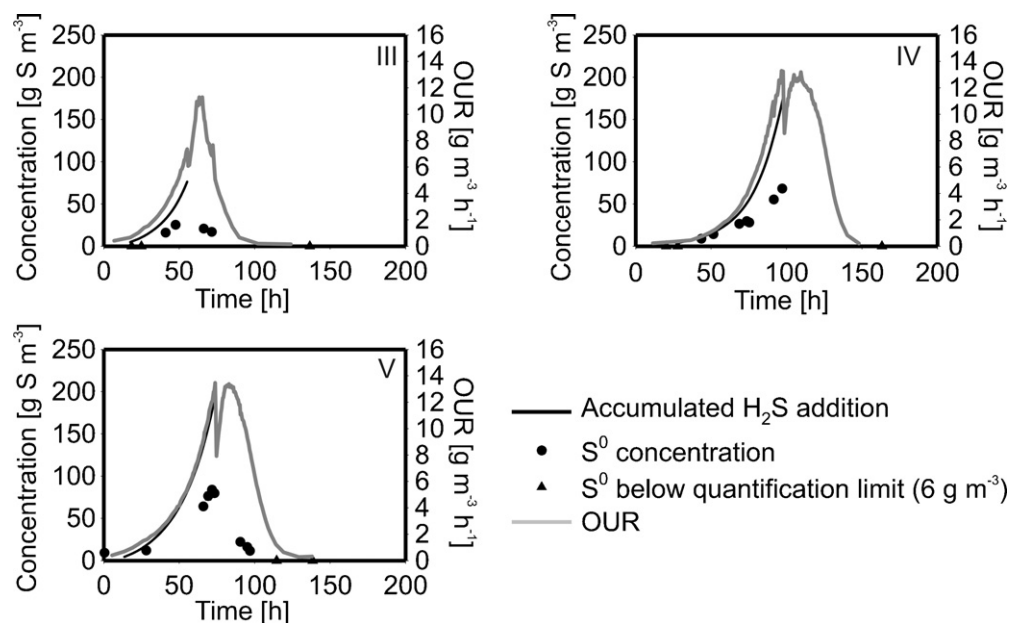 III
Concentration [g S m⁻³]
250
200
150
100
50
0
16
14
12
10
8
6
4
2
0
OUR [g m⁻³ h⁻¹]
0 50 100 150 200
Time [h]
IV
Concentration [g S m⁻³]
250
200
150
100
50
0
16
14
12
10
8
6
4
2
0
OUR [g m⁻³ h⁻¹]
0 50 100 150 200
Time [h]
V
Concentration [g S m⁻³]
250
200
150
100
50
0
16
14
12
10
8
6
4
2
0
OUR [g m⁻³ h⁻¹]
0 50 100 150 200
Time [h]
Accumulated H₂S addition
S⁰ concentration
S⁰ below quantification limit (6 g m⁻³)
OUR